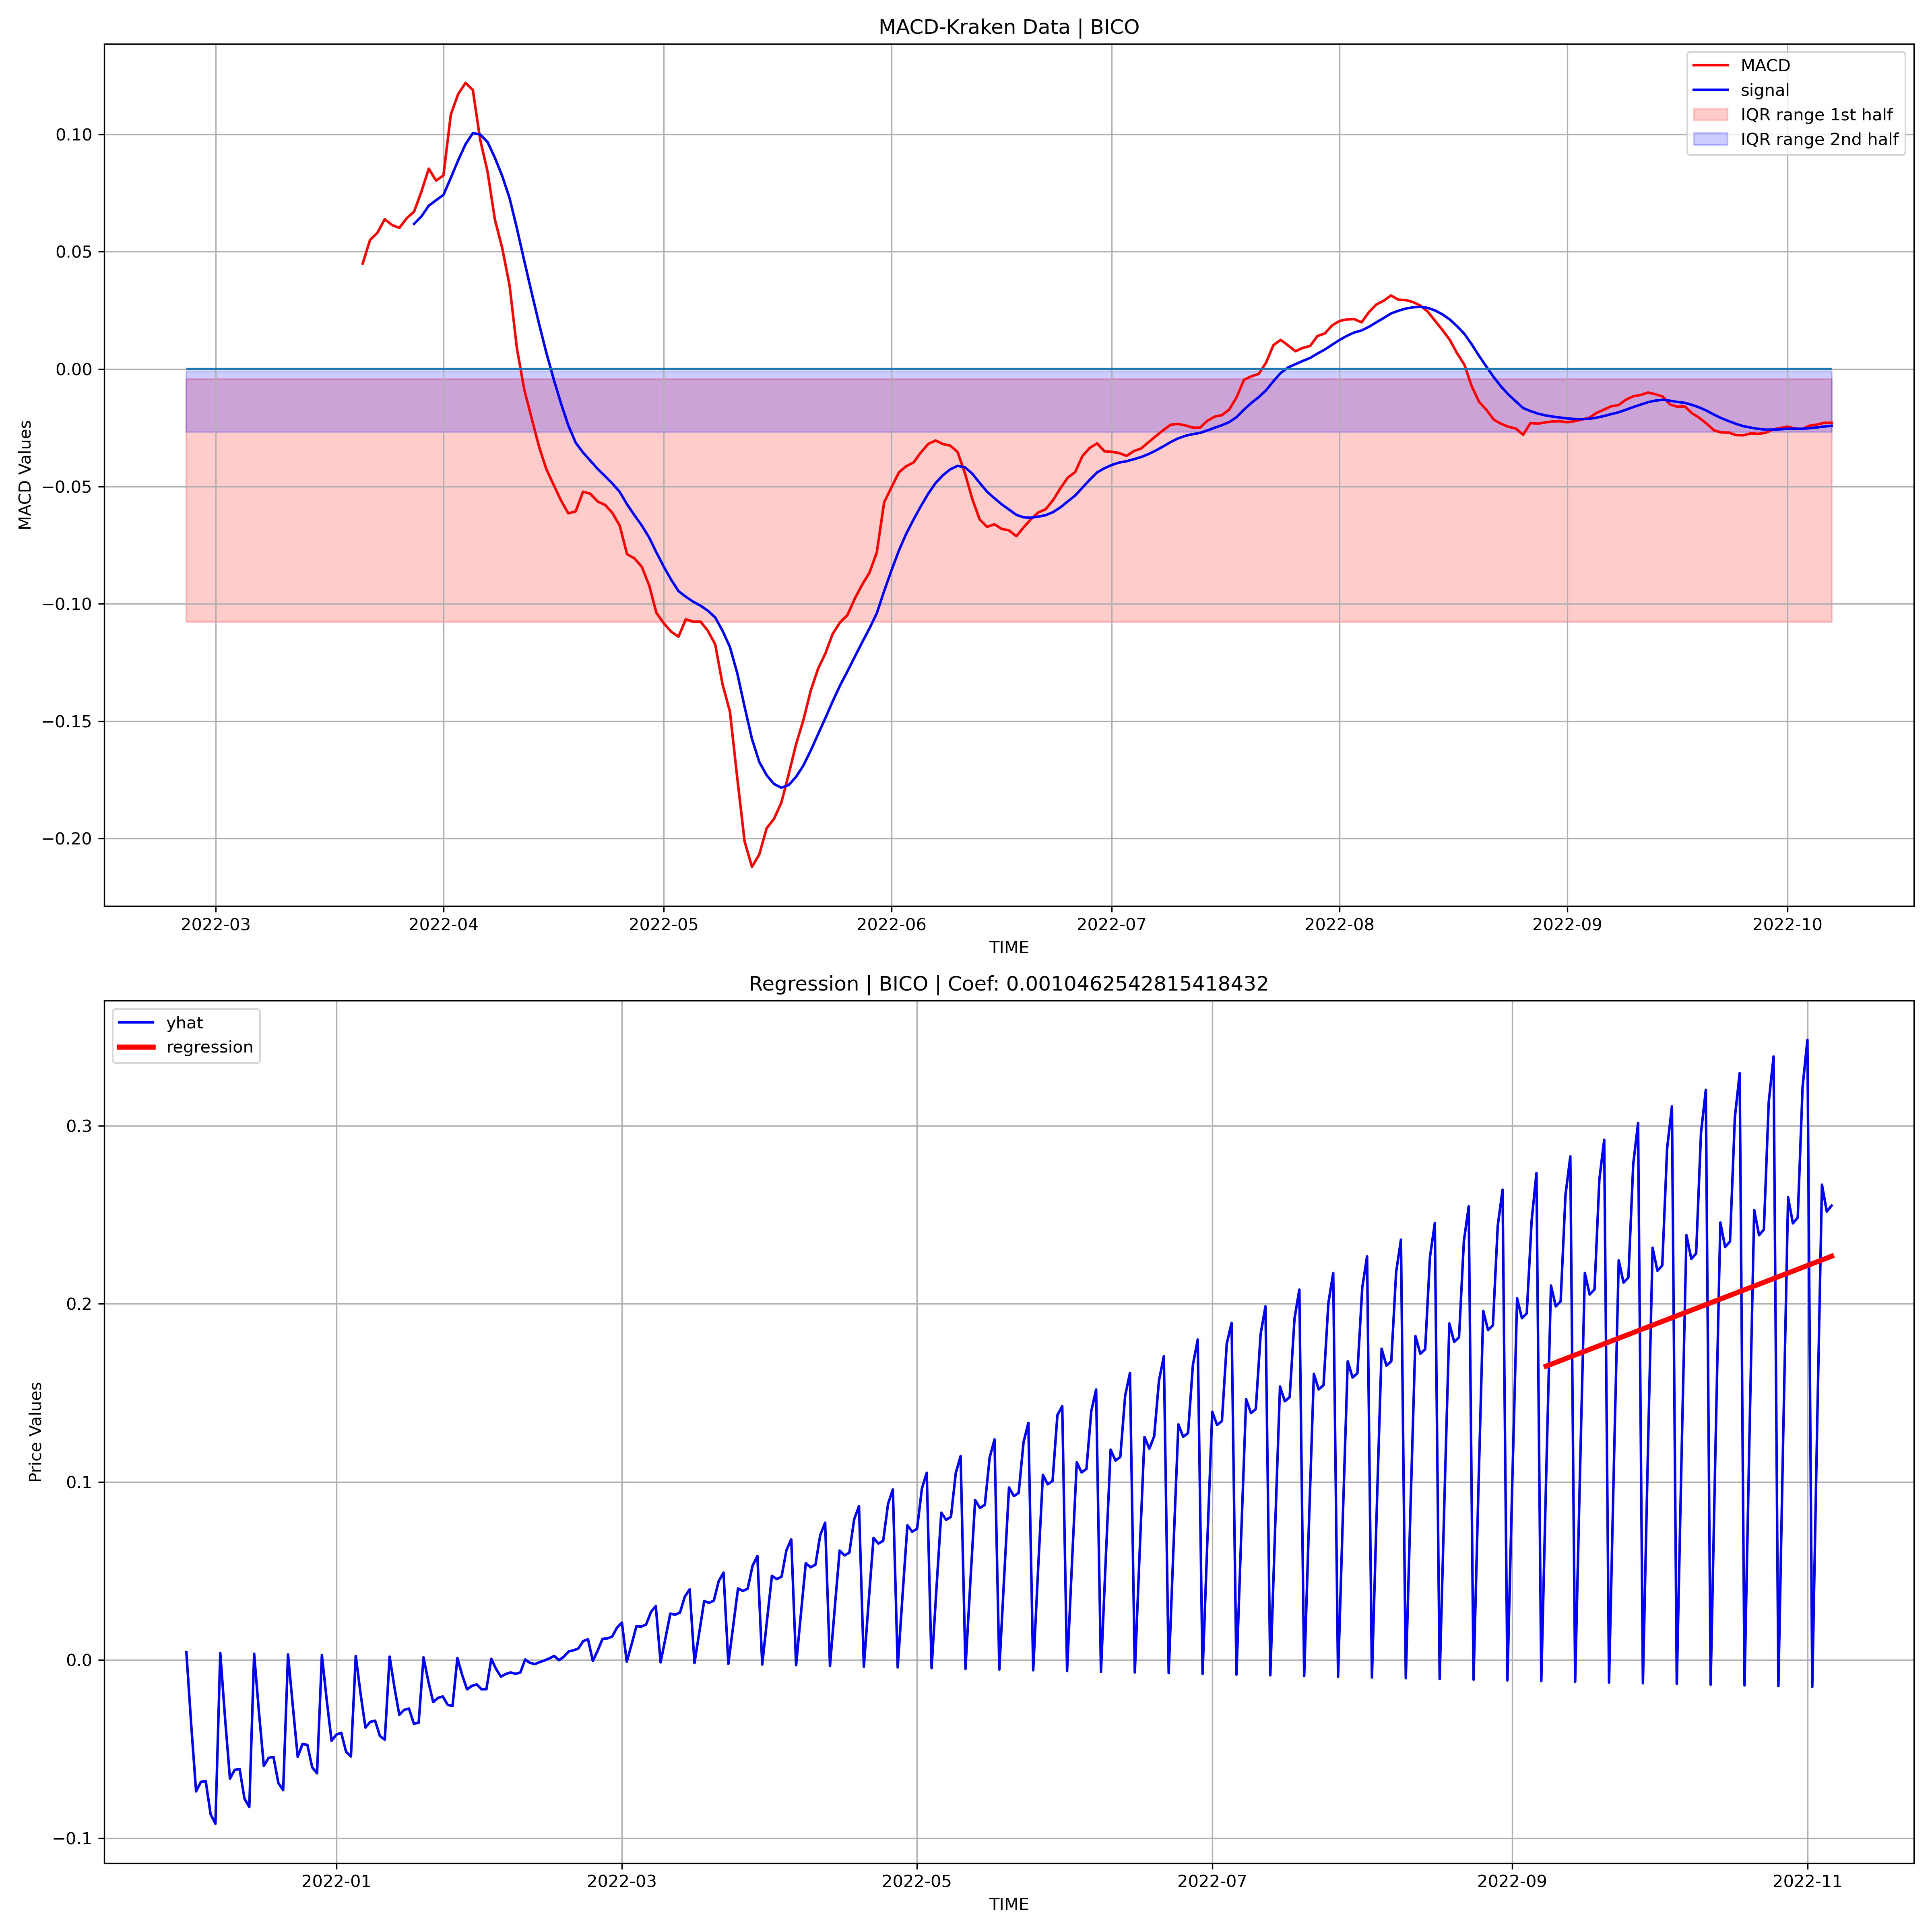 MACD-Kraken Data | BICO
MACD
signal
IQR range 1st half
IQR range 2nd half
0.10
0.05
0.00
−0.05
−0.10
−0.15
−0.20
MACD Values
2022-03 2022-04 2022-05 2022-06 2022-07 2022-08 2022-09 2022-10
TIME
Regression | BICO | Coef: 0.0010462542815418432
yhat
regression
0.3
0.2
0.1
0.0
−0.1
Price Values
2022-01 2022-03 2022-05 2022-07 2022-09 2022-11
TIME